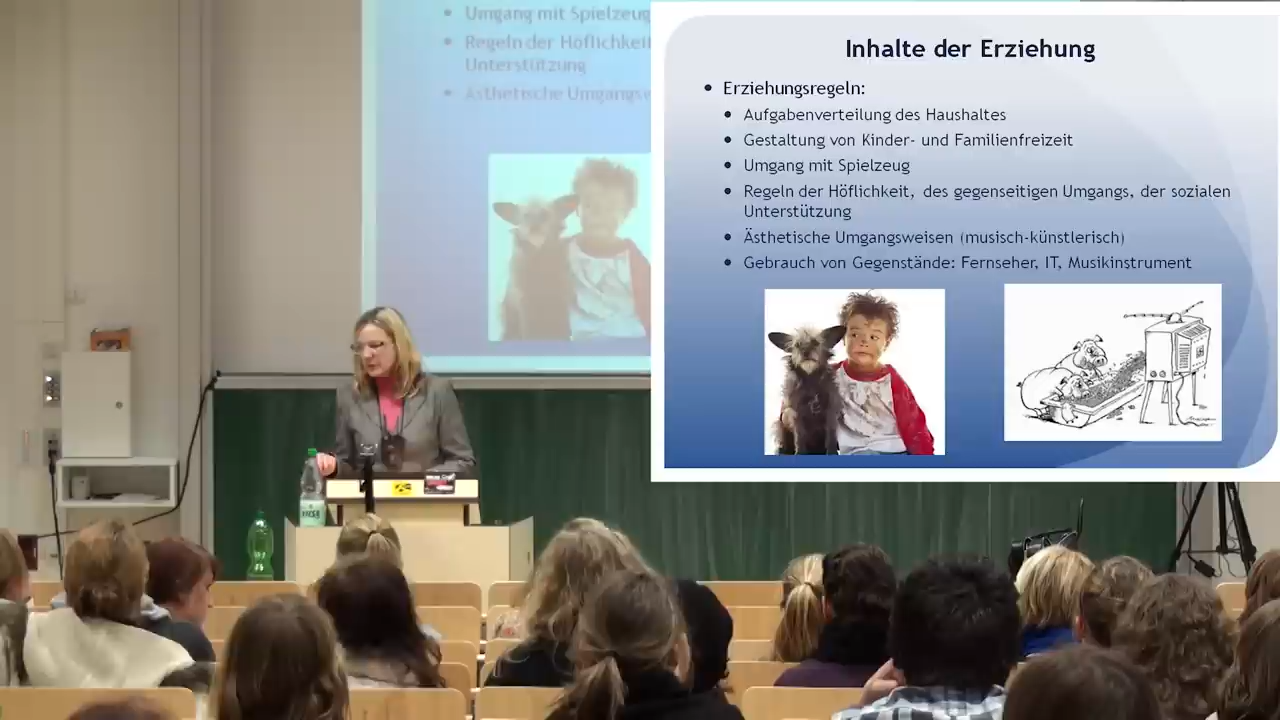 Umgang mit Spielzeug
Regeln der Höflichkeit
Unterstützung
Ästhetische Umgangsw
Inhalte der Erziehung
Erziehungsregeln:
Aufgabenverteilung des Haushaltes
Gestaltung von Kinder- und Familienfreizeit
Umgang mit Spielzeug
Regeln der Höflichkeit, des gegenseitigen Umgangs, der sozialen
Unterstützung
Ästhetische Umgangsweisen (musisch-künstlerisch)
Gebrauch von Gegenstände: Fernseher, IT, Musikinstrument